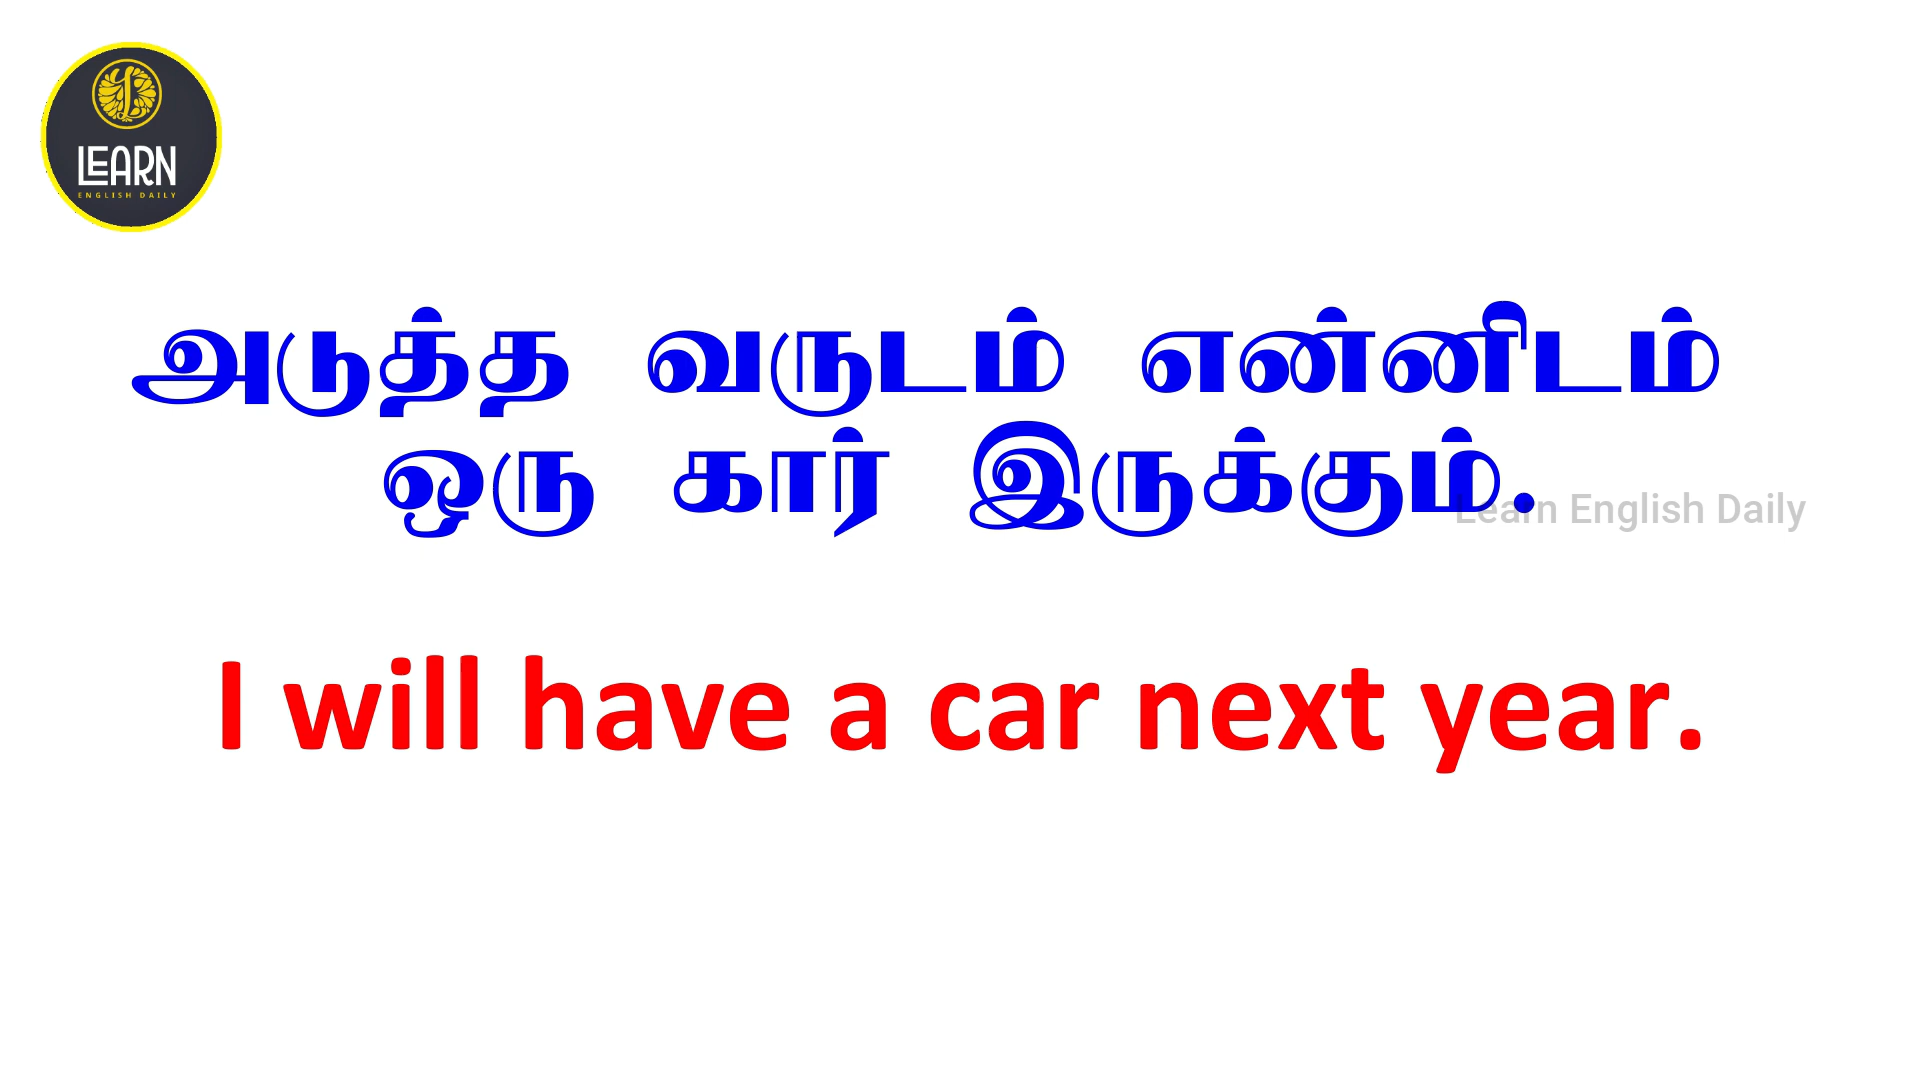 LEARN
ENGLISH DAILY
அடுத்த வருடம் என்னிடம்
ஒரு கார் இருக்கும்.
Learn English Daily
I will have a car next year.